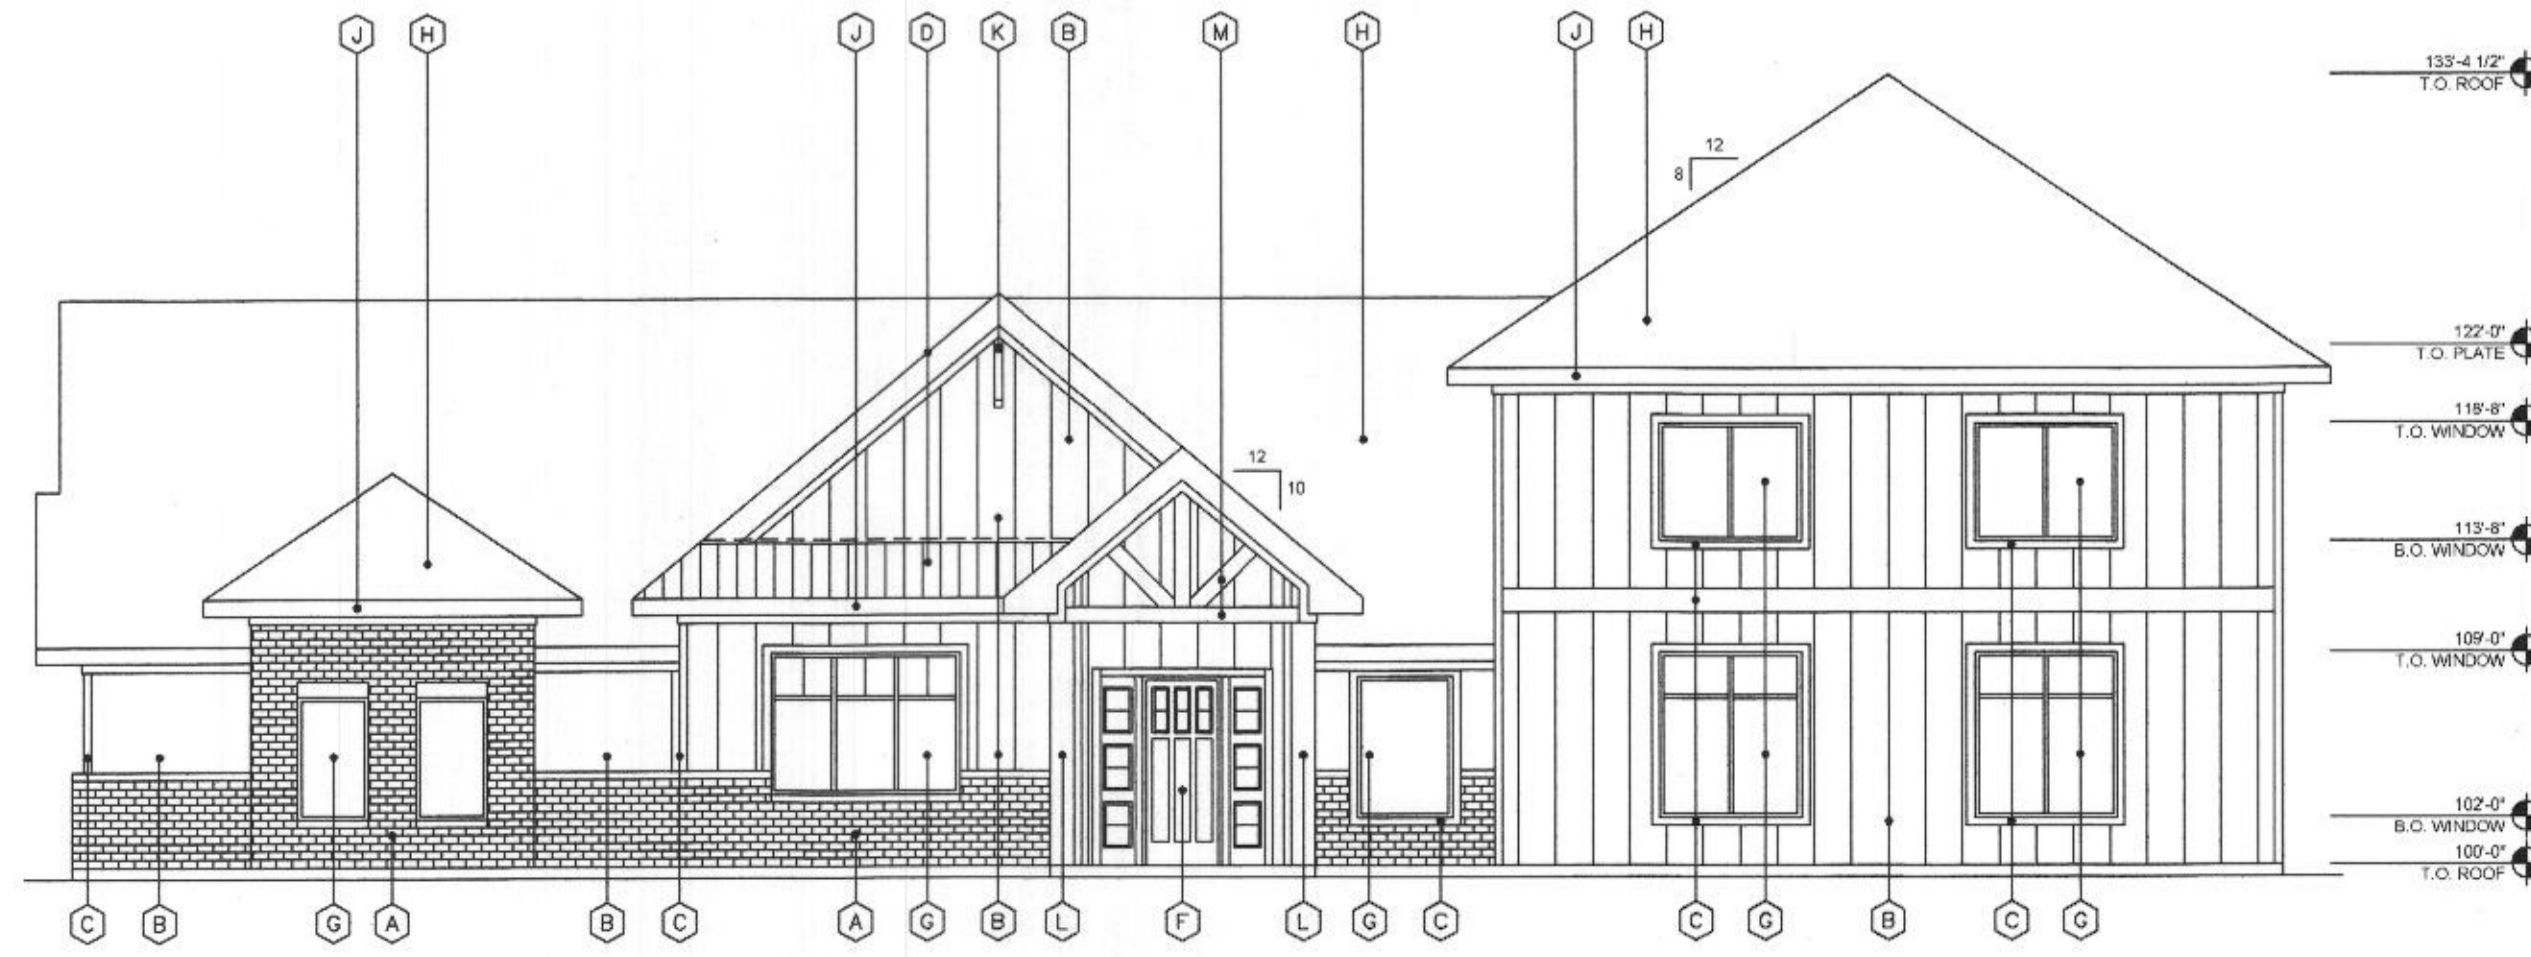 J H J D K B M H J H
133'-4 1/2"
T.O. ROOF
12
8
122'-0"
T.O. PLATE
118'-8"
T.O. WINDOW
12
10
113'-8"
B.O. WINDOW
109'-0"
T.O. WINDOW
102'-0"
B.O. WINDOW
100'-0"
T.O. ROOF
C B G A B C A G B L F L G C C G B C G